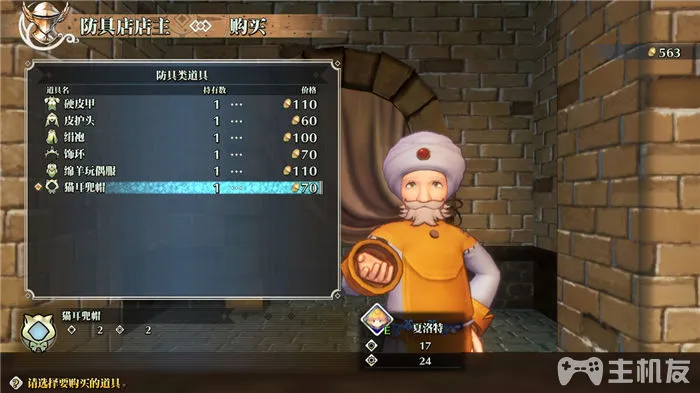 防具店店主 购买
563
防具类道具
道具名 持有数 价格
硬皮甲 1 ··· 110
皮护头 1 ··· 60
绢袍 1 ··· 100
饰环 1 ··· 70
绵羊玩偶服 1 ··· 110
猫耳兜帽 1 ··· 70
猫耳兜帽
2 2
E
夏洛特
17
24
请选择要购买的道具。
主机友